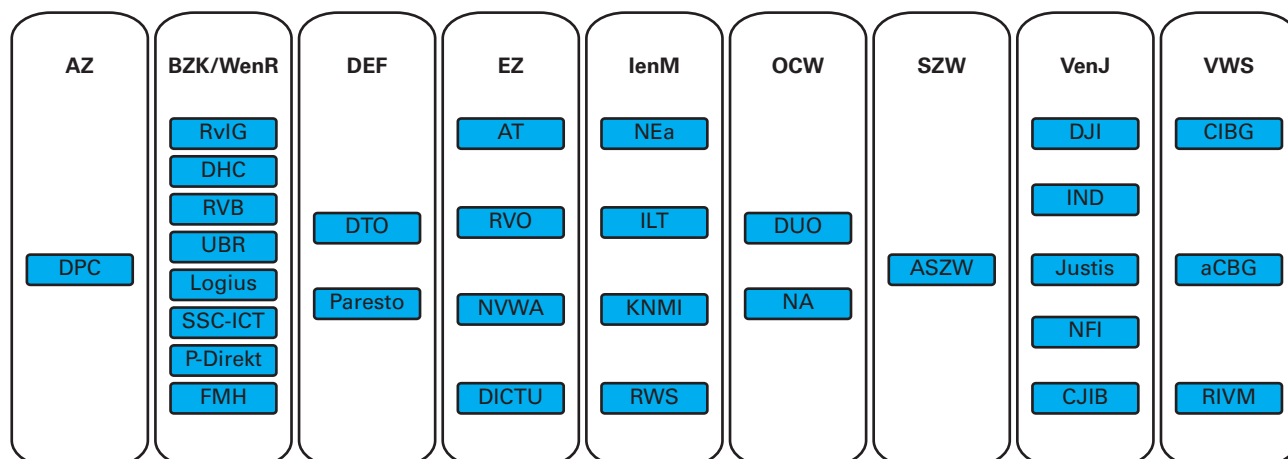 AZ
DPC
BZK/WenR
RvIG
DHC
RVB
UBR
Logius
SSC-ICT
P-Direkt
FMH
DEF
DTO
Paresto
EZ
AT
RVO
NVWA
DICTU
IenM
NEa
ILT
KNMI
RWS
OCW
DUO
NA
SZW
ASZW
VenJ
DJI
IND
Justis
NFI
CJIB
VWS
CIBG
aCBG
RIVM